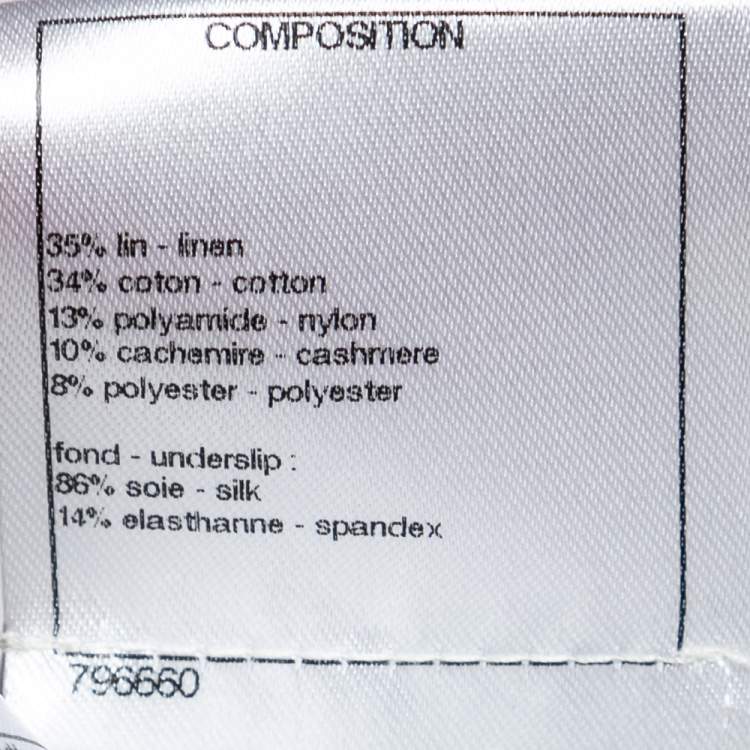 COMPOSITION
35% lin - linen
34% coton - cotton
13% polyamide - nylon
10% cachemire - cashmere
8% polyester - polyester
fond - underslip :
86% soie - silk
14% elasthanne - spandex
796660